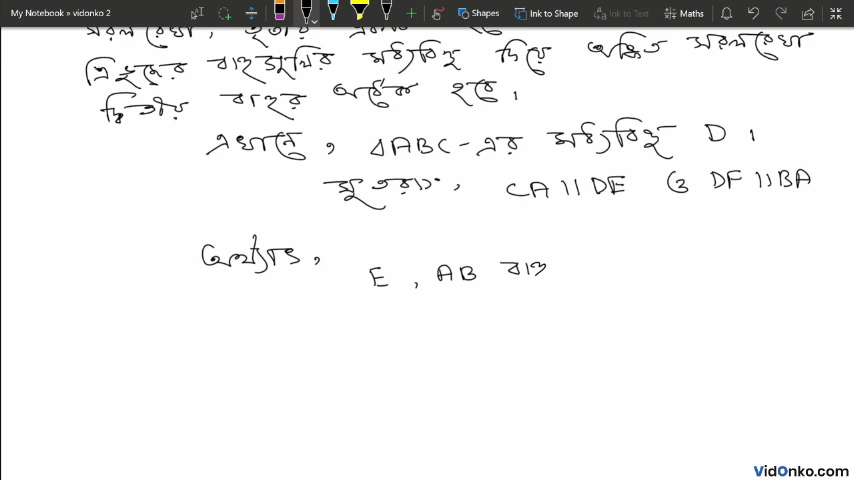 My Notebook » vidonko 2
Shapes Ink to Shape Ink to Text Maths
সরলরেখা, তৃতীয়
ত্রিভুজের বাহুদুটির মধ্যবিন্দু দিয়ে অঙ্কিত সরলরেখা
দ্বিতীয় বাহুর অর্ধেক হবে।
এখানে, ΔABC-এর মধ্যবিন্দু D।
সুতরাং, CA || DE ও DF || BA
অর্থাৎ,
E, AB বাহু
VidOnko.com